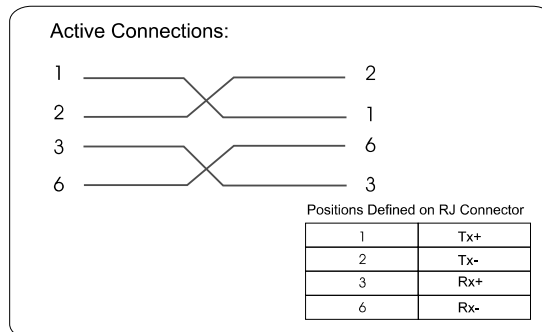 Active Connections:
1 2
2 1
3 6
6 3
Positions Defined on RJ Connector
1 Tx+
2 Tx-
3 Rx+
6 Rx-